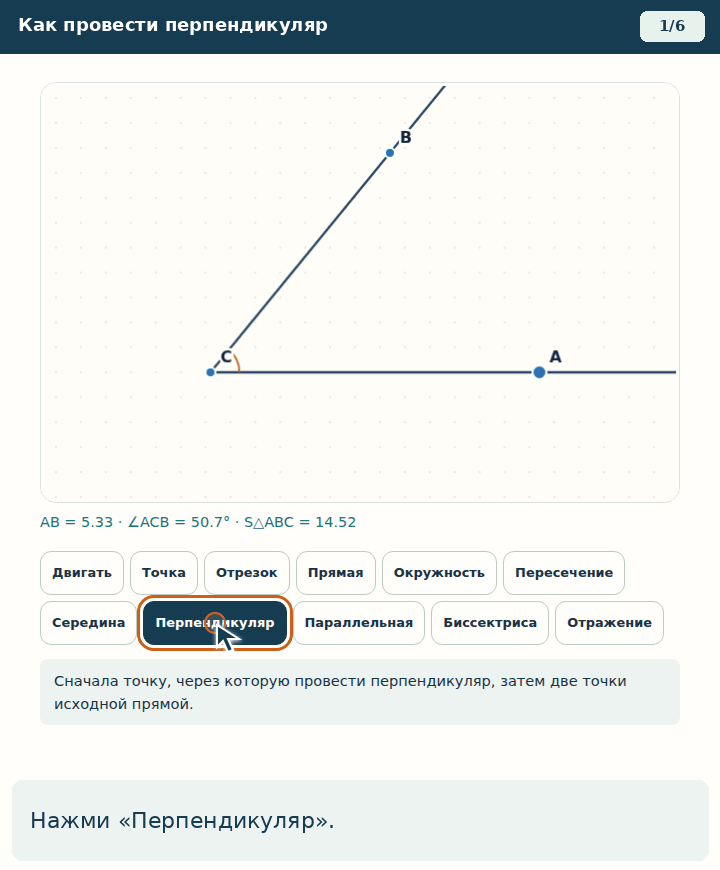 Как провести перпендикуляр
1/6
B
C
A
AB = 5.33 · ∠ACB = 50.7° · S△ABC = 14.52
Двигать Точка Отрезок Прямая Окружность Пересечение
Середина Перпендикуляр Параллельная Биссектриса Отражение
Сначала точку, через которую провести перпендикуляр, затем две точки
исходной прямой.
Нажми «Перпендикуляр».